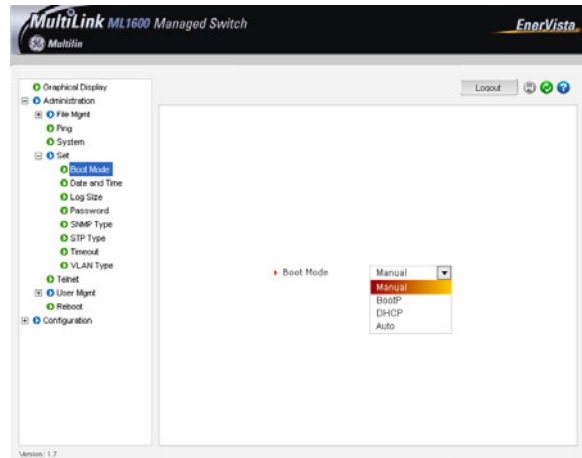 MultiLink ML1600 Managed Switch
EnerVista
Multilin
Logout
Graphical Display
Administration
File Mgmt
Ping
System
Set
Boot Mode
Date and Time
Log Size
Password
SNMP Type
STP Type
Timeout
VLAN Type
Telnet
User Mgmt
Reboot
Configuration
Boot Mode
Manual
Manual
BootP
DHCP
Auto
Version: 1.7